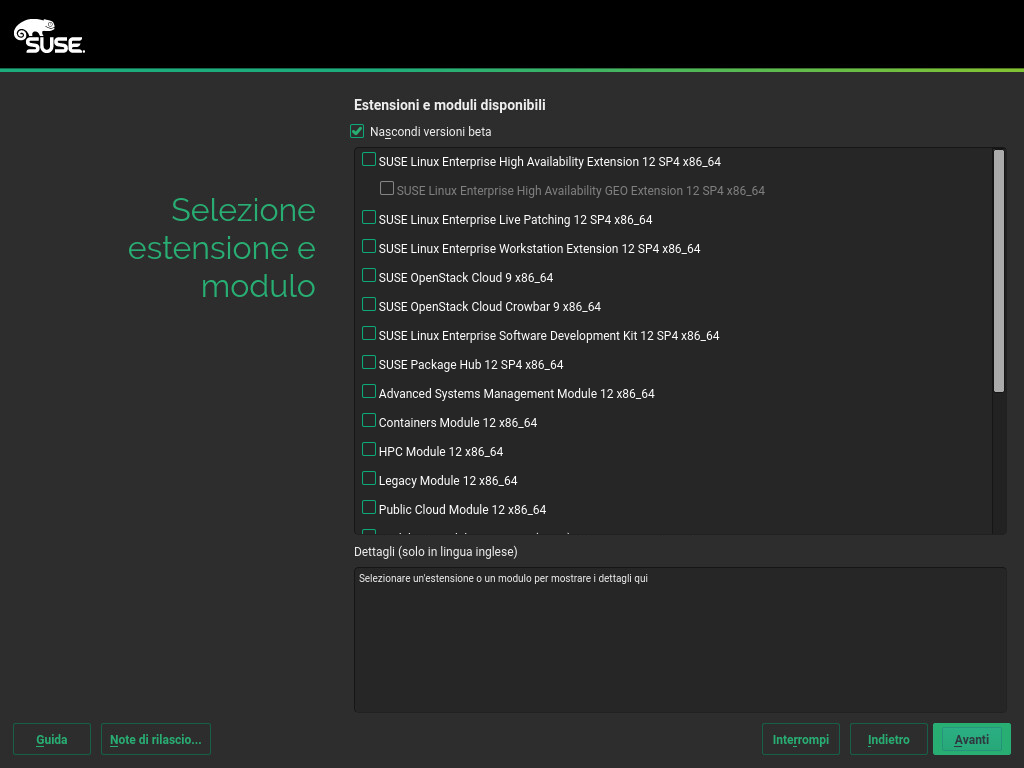 SUSE.
Selezione
estensione e
modulo
Estensioni e moduli disponibili
Nascondi versioni beta
SUSE Linux Enterprise High Availability Extension 12 SP4 x86_64
SUSE Linux Enterprise High Availability GEO Extension 12 SP4 x86_64
SUSE Linux Enterprise Live Patching 12 SP4 x86_64
SUSE Linux Enterprise Workstation Extension 12 SP4 x86_64
SUSE OpenStack Cloud 9 x86_64
SUSE OpenStack Cloud Crowbar 9 x86_64
SUSE Linux Enterprise Software Development Kit 12 SP4 x86_64
SUSE Package Hub 12 SP4 x86_64
Advanced Systems Management Module 12 x86_64
Containers Module 12 x86_64
HPC Module 12 x86_64
Legacy Module 12 x86_64
Public Cloud Module 12 x86_64
Dettagli (solo in lingua inglese)
Selezionare un'estensione o un modulo per mostrare i dettagli qui
Guida
Note di rilascio...
Interrompi
Indietro
Avanti